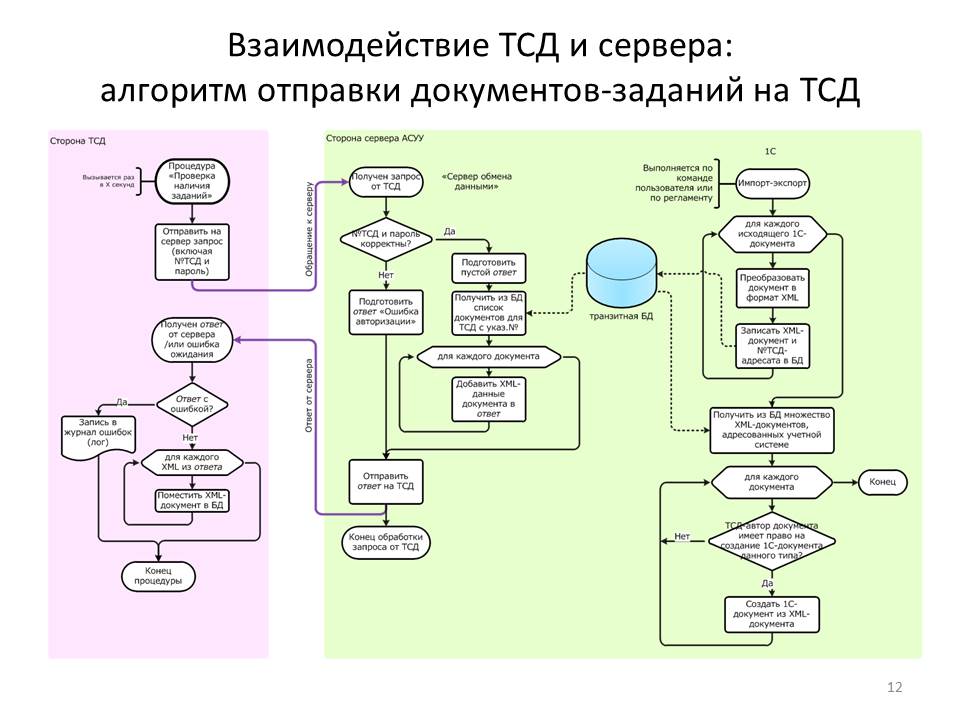 Взаимодействие ТСД и сервера:
алгоритм отправки документов-заданий на ТСД
Сторона ТСД
Вызывается раз
в X секунд
Процедура
«Проверка
наличия
заданий»
Отправить на
сервер запрос
(включая
№ТСД и
пароль)
Получен ответ
от сервера
/или ошибка
ожидания
Ответ с
ошибкой?
Да
Нет
Запись в
журнал ошибок
(лог)
для каждого
XML из ответа
Поместить XML-
документ в БД
Конец
процедуры
Обращение к серверу
Ответ от сервера
Сторона сервера АСУУ
Получен запрос
от ТСД
«Сервер обмена
данными»
№ТСД и пароль
корректны?
Да
Нет
Подготовить
ответ «Ошибка
авторизации»
Подготовить
пустой ответ
Получить из БД
список
документов для
ТСД с указ.№
для каждого документа
Добавить XML-
данные
документа в
ответ
Отправить
ответ на ТСД
Конец обработки
запроса от ТСД
транзитная БД
1С
Выполняется по
команде
пользователя или
по регламенту
Импорт-экспорт
для каждого
исходящего 1С-
документа
Преобразовать
документ в
формат XML
Записать XML-
документ и
№ТСД-
адресата в БД
Получить из БД множество
XML-документов,
адресованных учетной
системе
для каждого
документа
Конец
ТСД-автор документа
имеет право на
создание 1С-документа
данного типа?
Нет
Да
Создать 1С-
документ из XML-
документа
12